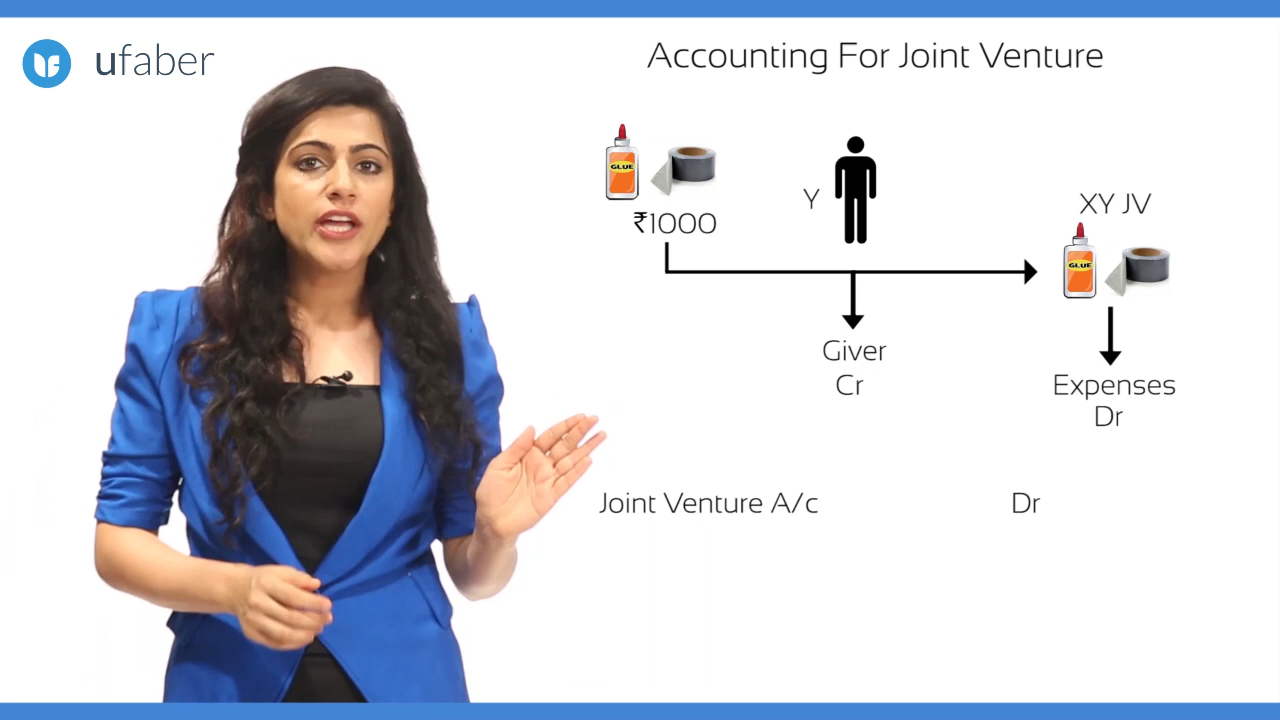 ufaber
Accounting For Joint Venture
GLUE
₹1000
Y
XY JV
GLUE
Giver
Cr
Expenses
Dr
Joint Venture A/c Dr